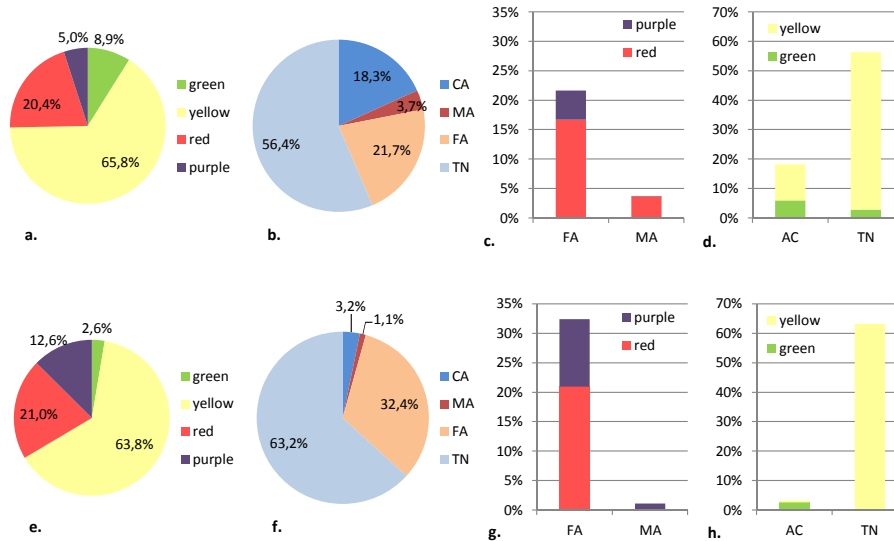 5,0%
8,9%
20,4%
65,8%
green
yellow
red
purple
a.
18,3%
3,7%
21,7%
56,4%
CA
MA
FA
TN
b.
35%
30%
25%
20%
15%
10%
5%
0%
purple
red
FA
MA
c.
70%
60%
50%
40%
30%
20%
10%
0%
yellow
green
AC
TN
d.
2,6%
12,6%
21,0%
63,8%
green
yellow
red
purple
e.
3,2%
1,1%
32,4%
63,2%
CA
MA
FA
TN
f.
35%
30%
25%
20%
15%
10%
5%
0%
purple
red
FA
MA
g.
70%
60%
50%
40%
30%
20%
10%
0%
yellow
green
AC
TN
h.